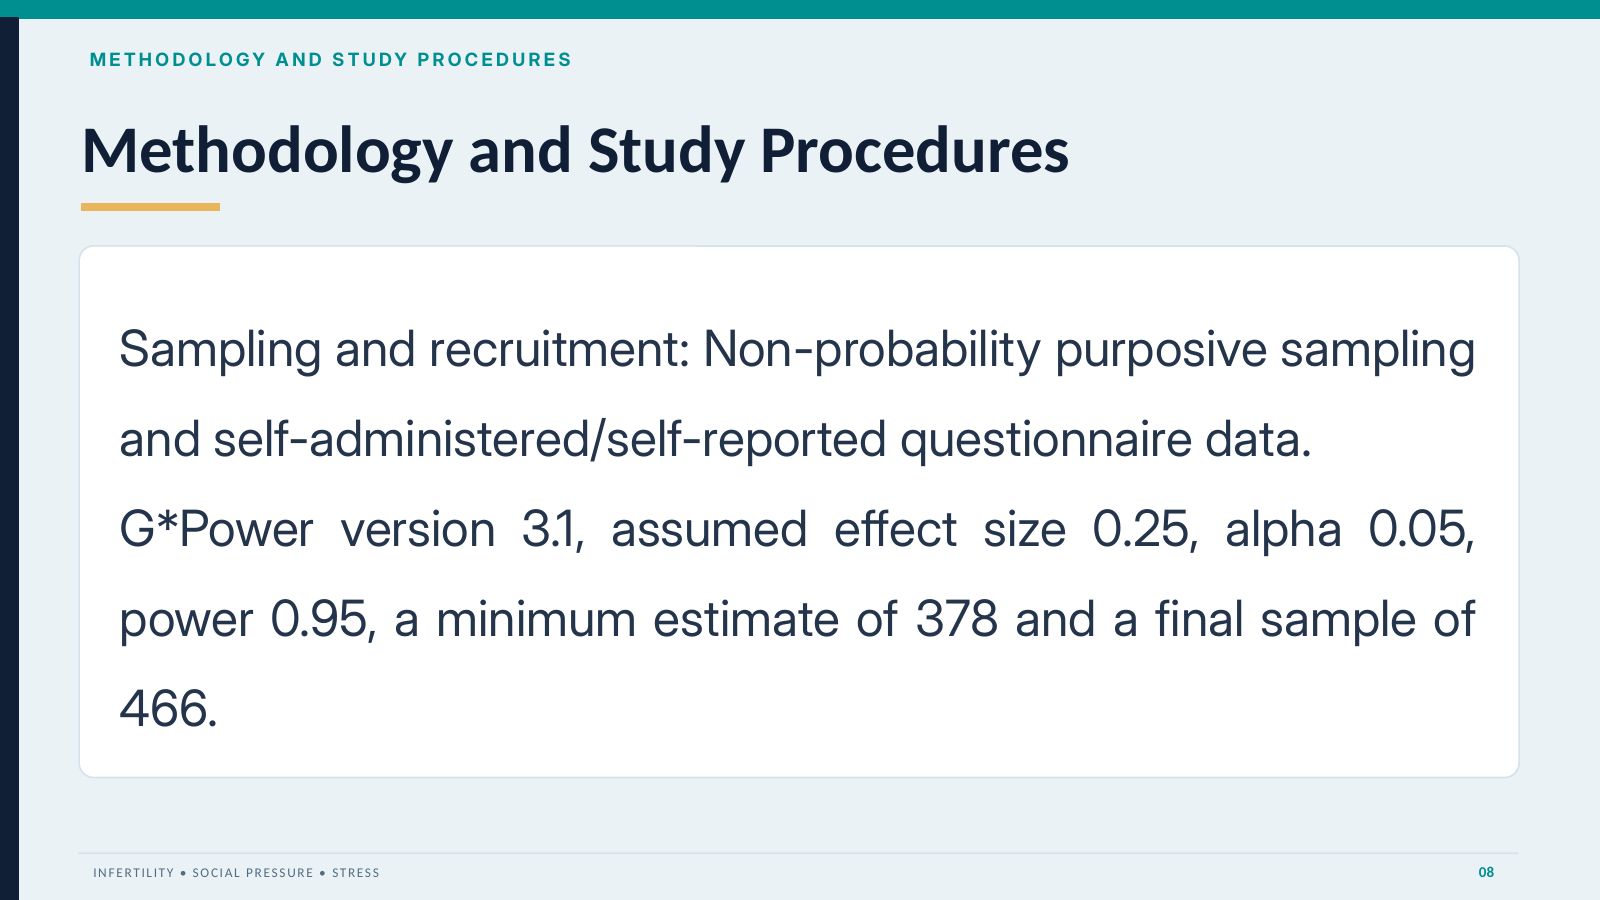 METHODOLOGY AND STUDY PROCEDURES
Methodology and Study Procedures
Sampling and recruitment: Non-probability purposive sampling
and self-administered/self-reported questionnaire data.
G*Power version 3.1, assumed effect size 0.25, alpha 0.05,
power 0.95, a minimum estimate of 378 and a final sample of
466.
INFERTILITY • SOCIAL PRESSURE • STRESS
08